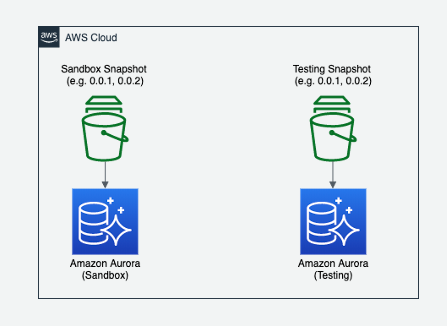 aws
AWS Cloud
Sandbox Snapshot
(e.g. 0.0.1, 0.0.2)
Testing Snapshot
(e.g. 0.0.1, 0.0.2)
Amazon Aurora
(Sandbox)
Amazon Aurora
(Testing)